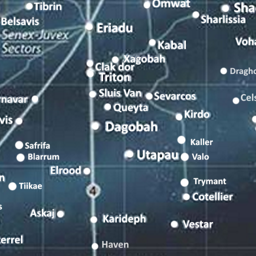 Tibrin
Omwat
Sha
Belsavis
Eriadu
Sharlissia
Senex-Juvex
Sectors
Kabal
Voha
Xagobah
Clak'dor
Triton
Dragho
Sluis Van
Sevarcos
rnavar
Queyta
Cels
vis
Kirdo
Dagobah
Safrifa
Kaller
Blarrum
Utapau
Valo
Elrood
Tiikae
Trymant
4
Cotellier
Askaj
Karideph
Vestar
terrel
Haven